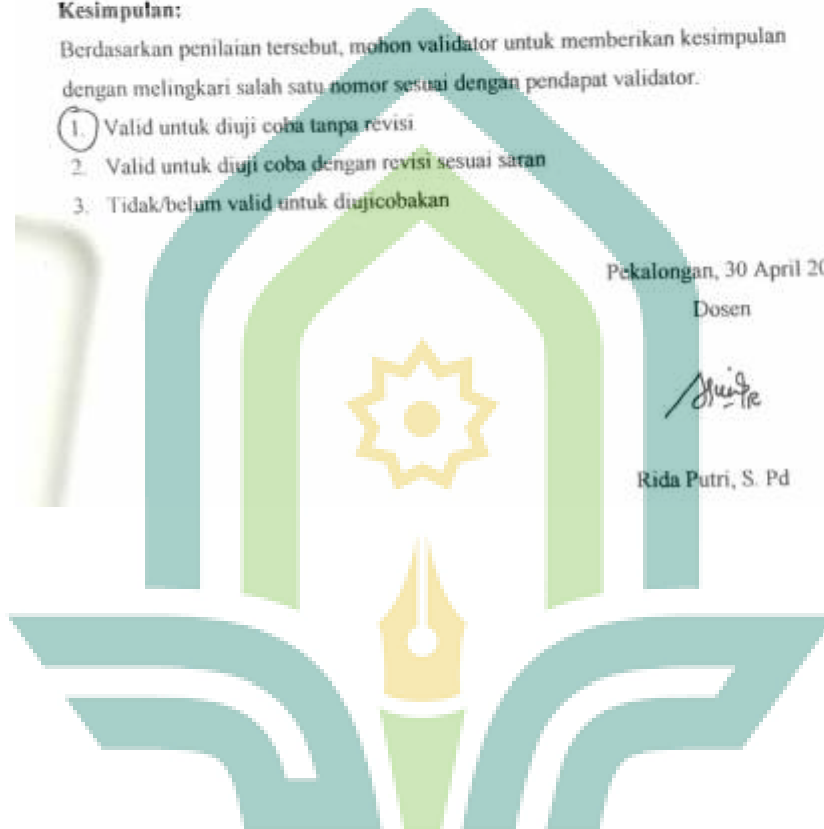 Kesimpulan:
Berdasarkan penilaian tersebut, mohon validator untuk memberikan kesimpulan
dengan melingkari salah satu nomor sesuai dengan pendapat validator.
1. Valid untuk diuji coba tanpa revisi
2. Valid untuk diuji coba dengan revisi sesuai saran
3. Tidak/belum valid untuk diujicobakan
Pekalongan, 30 April 20
Dosen
Rida Putri, S. Pd